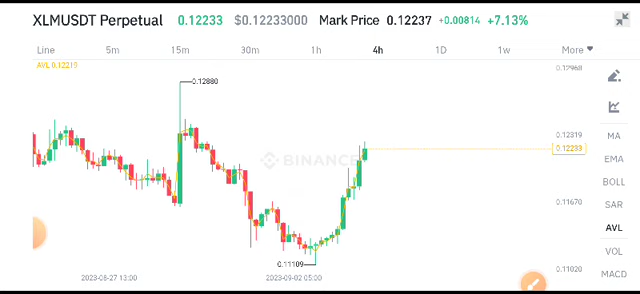 XLMUSDT Perpetual 0.12233 $0.12233000 Mark Price 0.12237 +0.00814 +7.13%
Line 5m 15m 30m 1h 4h 1D 1w More
AVL 0.12219
0.12968
0.12880
0.12319
0.12233
BINANCE
0.11670
0.11109
0.11020
2023-08-27 13:00 2023-09-02 05:00
MA
EMA
BOLL
SAR
AVL
VOL
MACD